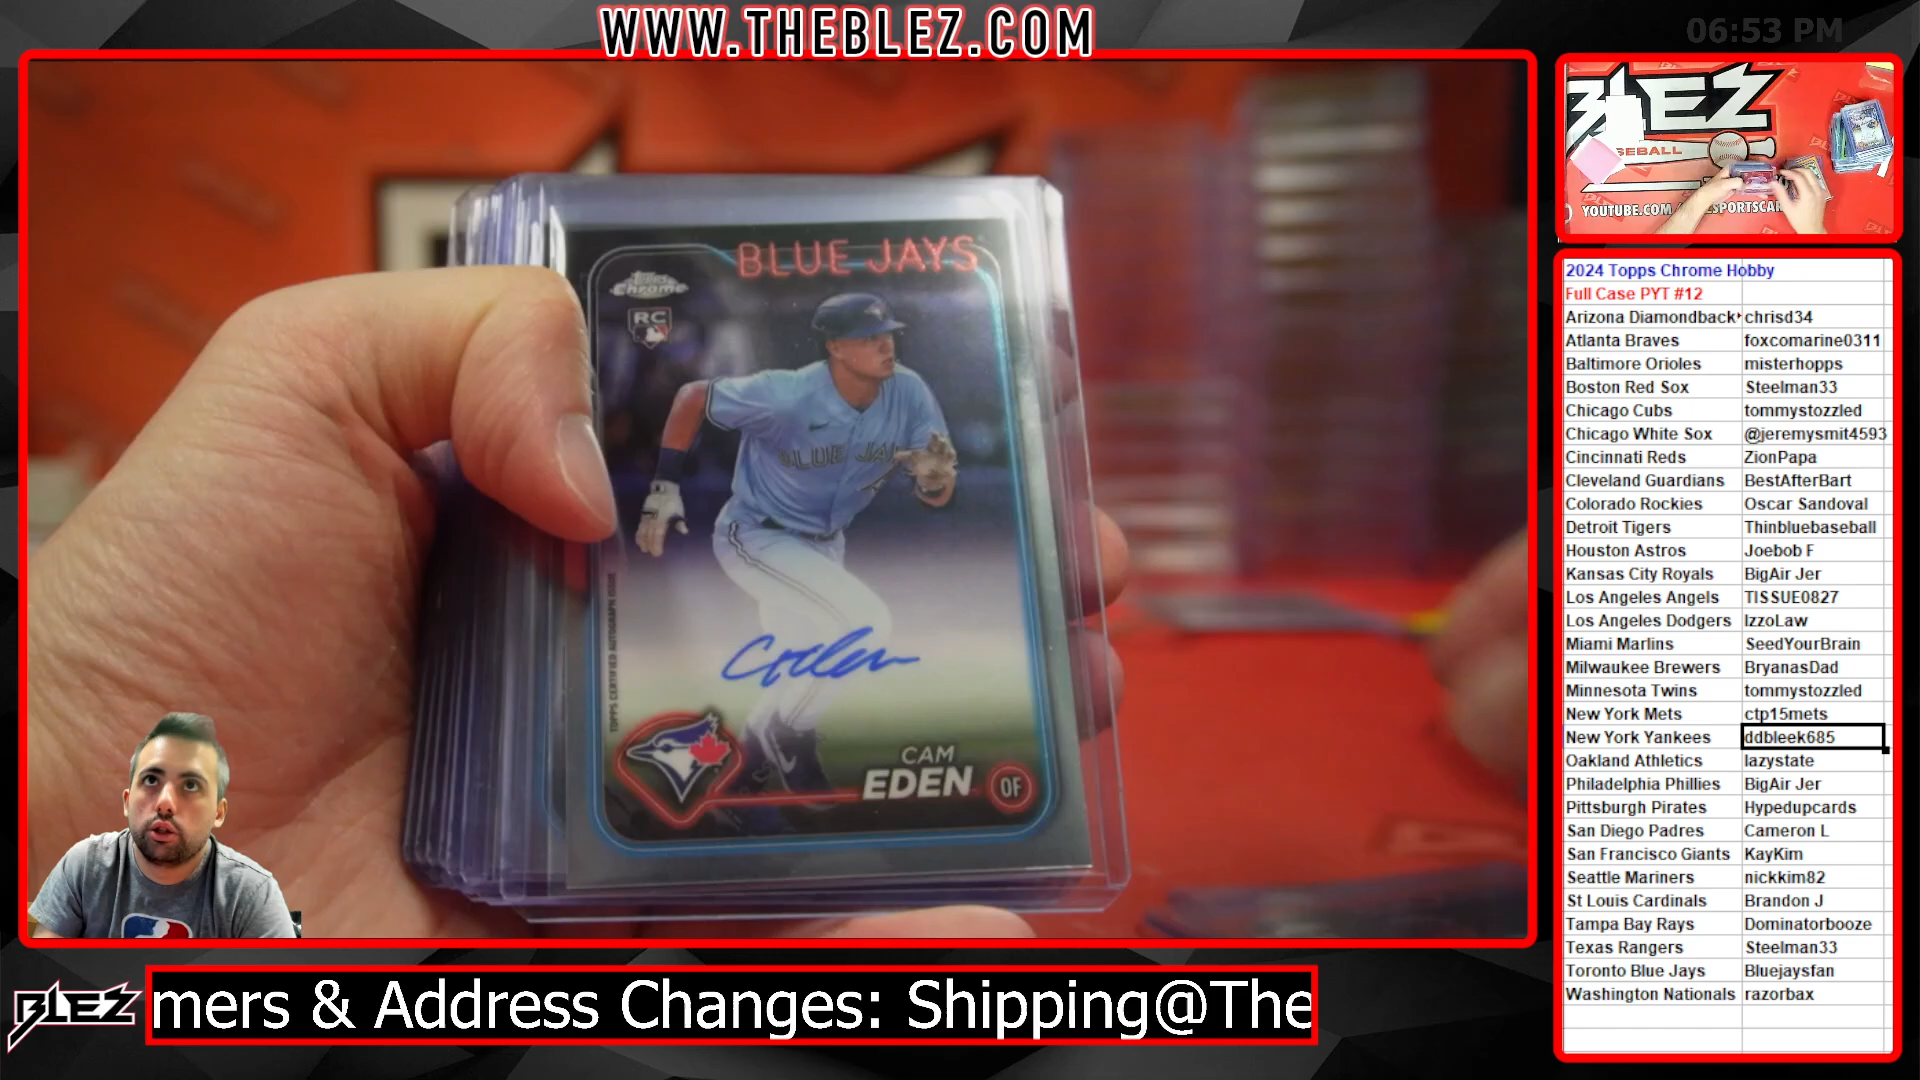 WWW.THEBLEZ.COM
06:53 PM
BLUE JAYS
Topps Chrome
RC
BLUE JA
TOPPS CERTIFIED AUTOGRAPH ISSUE
CAM
EDEN OF
BLEZ
SEBALL
YOUTUBE.COM
2024 Topps Chrome Hobby
Full Case PYT #12
Arizona Diamondback chrisd34
Atlanta Braves foxcomarine0311
Baltimore Orioles misterhopps
Boston Red Sox Steelman33
Chicago Cubs tommystozzled
Chicago White Sox @jeremysmit4593
Cincinnati Reds ZionPapa
Cleveland Guardians BestAfterBart
Colorado Rockies Oscar Sandoval
Detroit Tigers Thinbluebaseball
Houston Astros Joebob F
Kansas City Royals BigAir Jer
Los Angeles Angels TISSUE0827
Los Angeles Dodgers IzzoLaw
Miami Marlins SeedYourBrain
Milwaukee Brewers BryanasDad
Minnesota Twins tommystozzled
New York Mets ctp15mets
New York Yankees ddbleek685
Oakland Athletics lazystate
Philadelphia Phillies BigAir Jer
Pittsburgh Pirates Hypedupcards
San Diego Padres Cameron L
San Francisco Giants KayKim
Seattle Mariners nickkim82
St Louis Cardinals Brandon J
Tampa Bay Rays Dominatorbooze
Texas Rangers Steelman33
Toronto Blue Jays Bluejaysfan
Washington Nationals razorbax
BLEZ
mers & Address Changes: Shipping@The